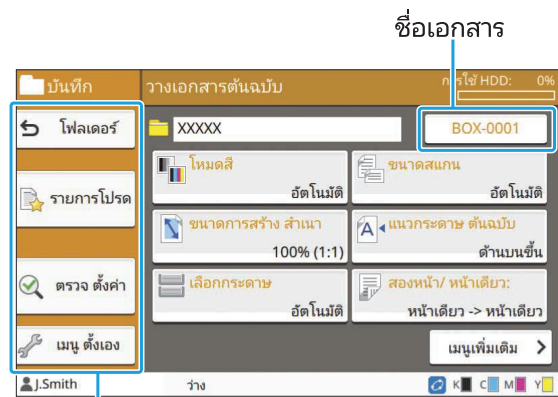 ชื่อเอกสาร
บันทึก
วางเอกสารต้นฉบับ
การใช้ HDD: 0%
โฟลเดอร์
XXXXX
BOX-0001
รายการโปรด
โหมดสี
อัตโนมัติ
ขนาดสแกน
อัตโนมัติ
ขนาดการสร้าง สำเนา
100% (1:1)
แนวกระดาษ ต้นฉบับ
ด้านบนขึ้น
ตรวจ ตั้งค่า
เลือกกระดาษ
อัตโนมัติ
สองหน้า/ หน้าเดียว:
หน้าเดียว -> หน้าเดียว
เมนู ตั้งเอง
เมนูเพิ่มเติม
J.Smith
ว่าง
K C M Y